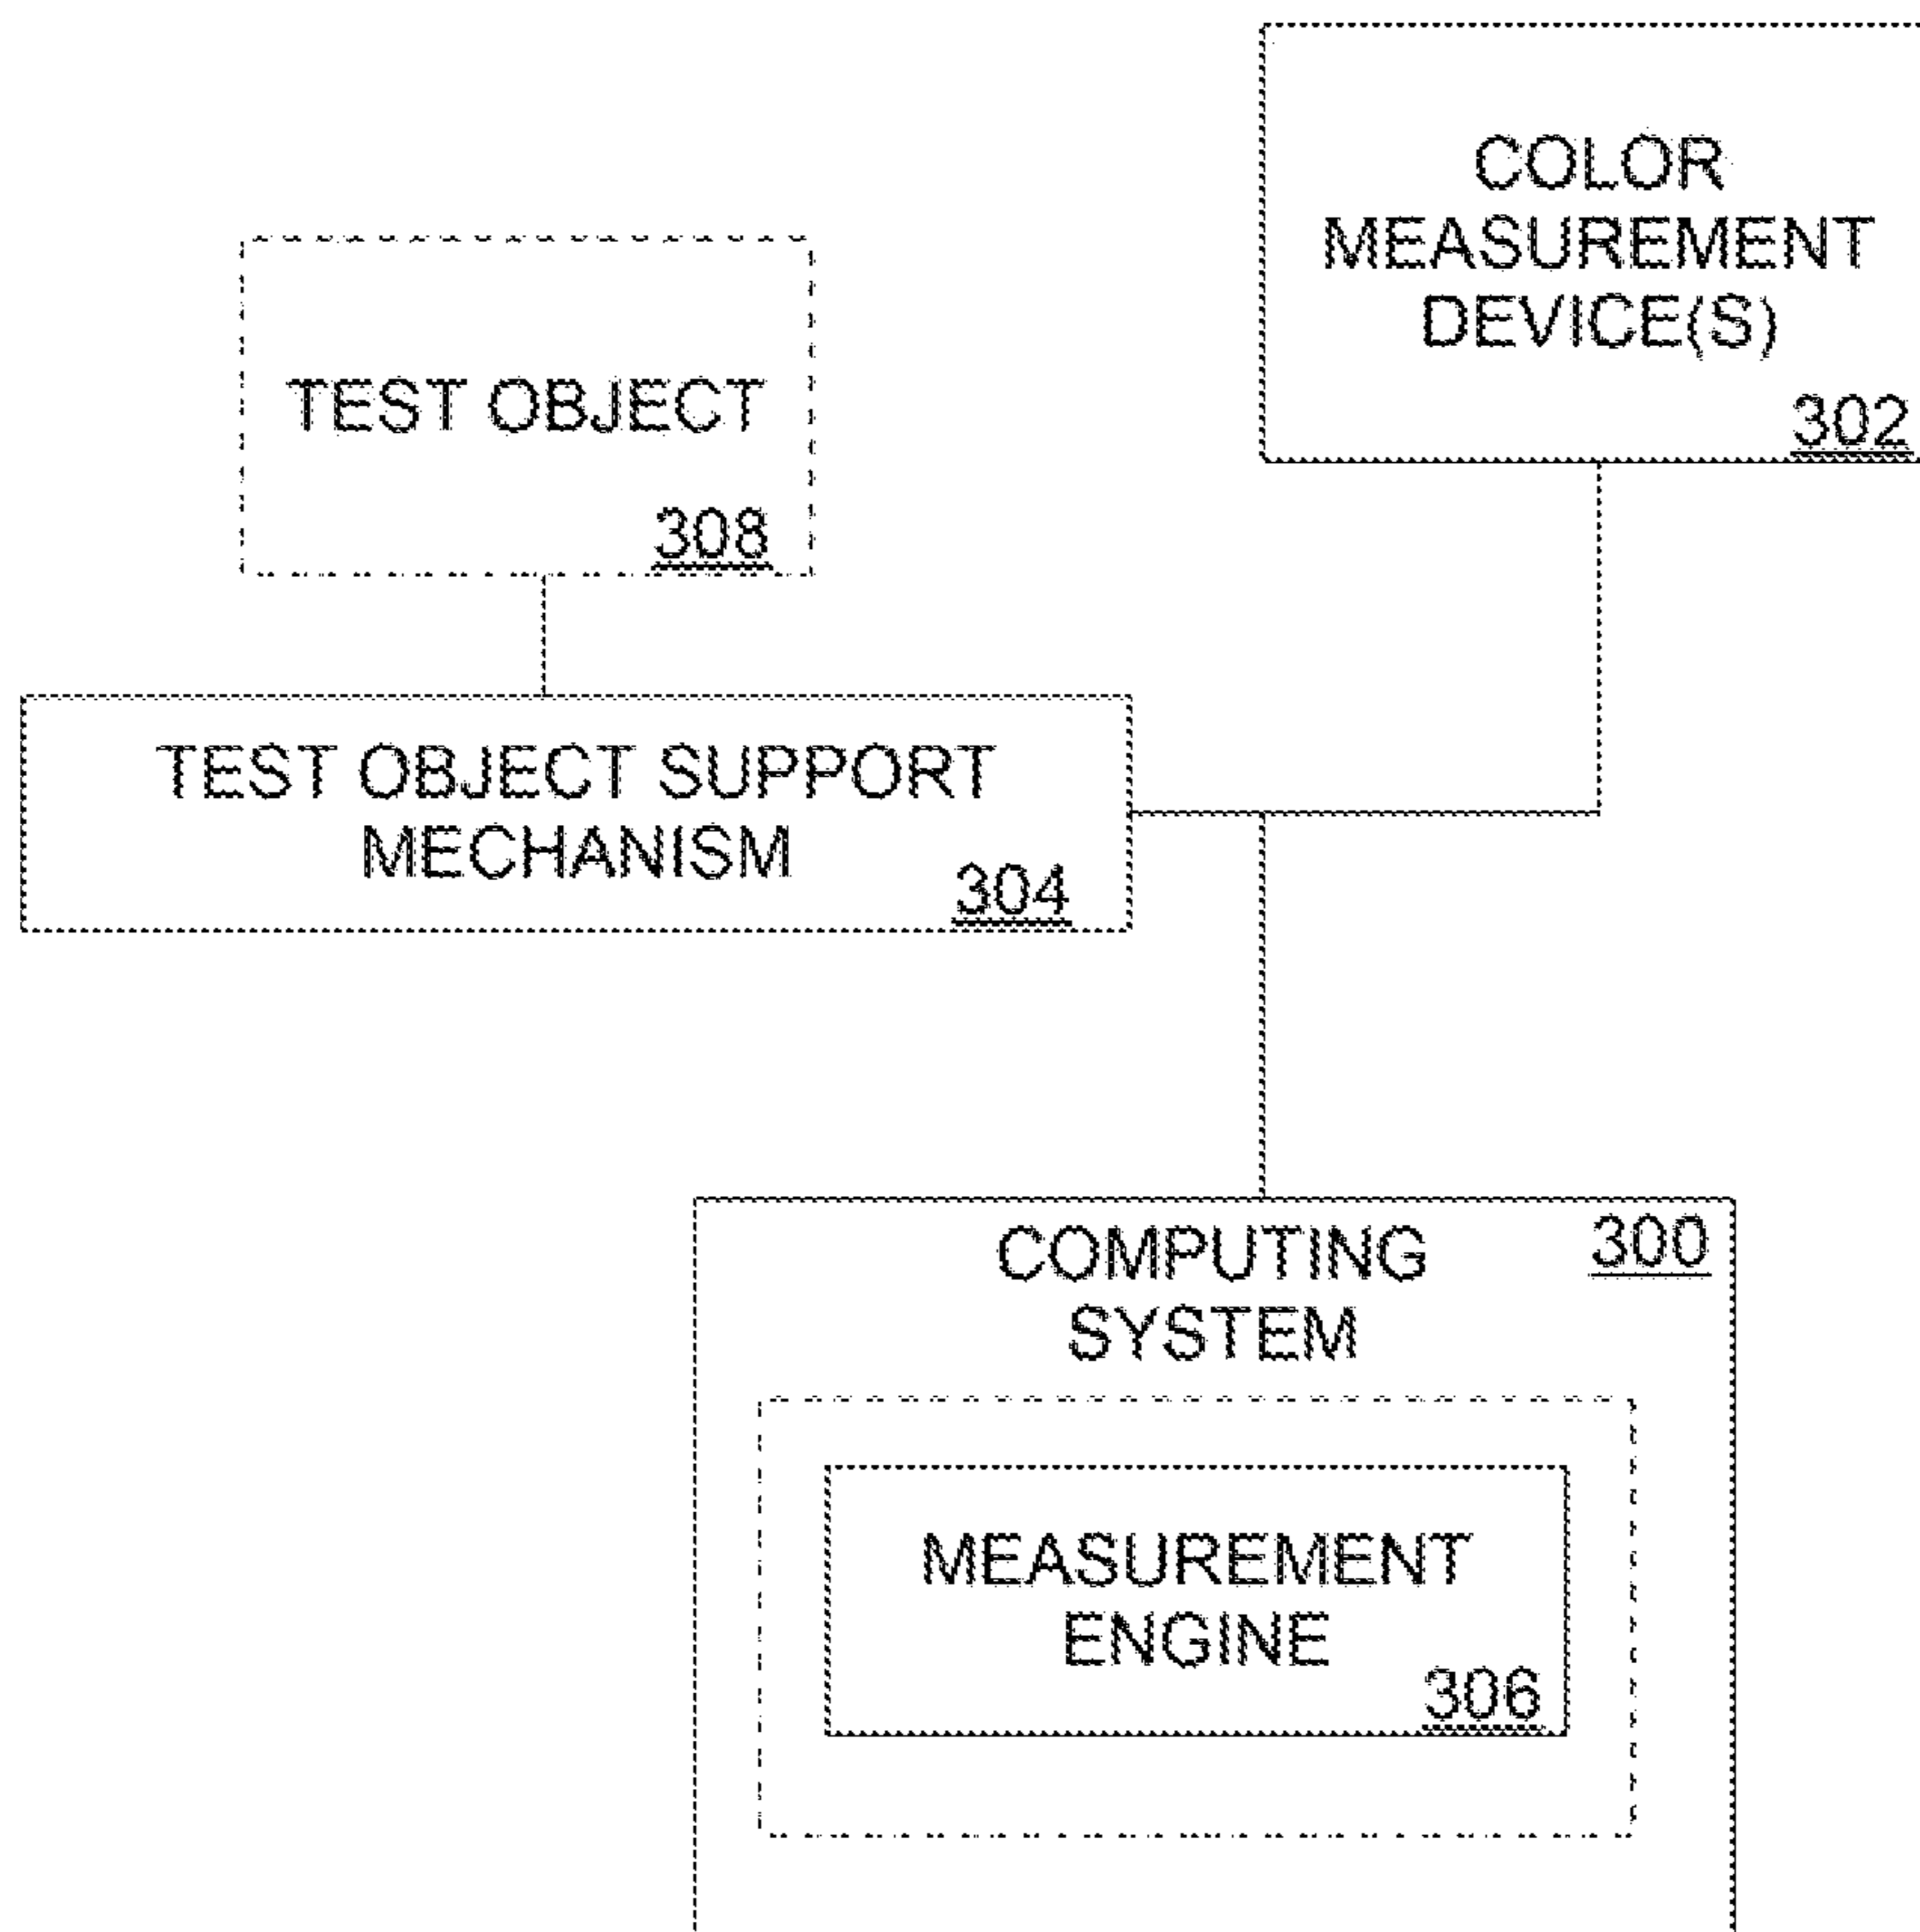 COLOR
MEASUREMENT
DEVICE(S)
302
TEST OBJECT
308
TEST OBJECT SUPPORT
MECHANISM
304
COMPUTING
SYSTEM
300
MEASUREMENT
ENGINE
306